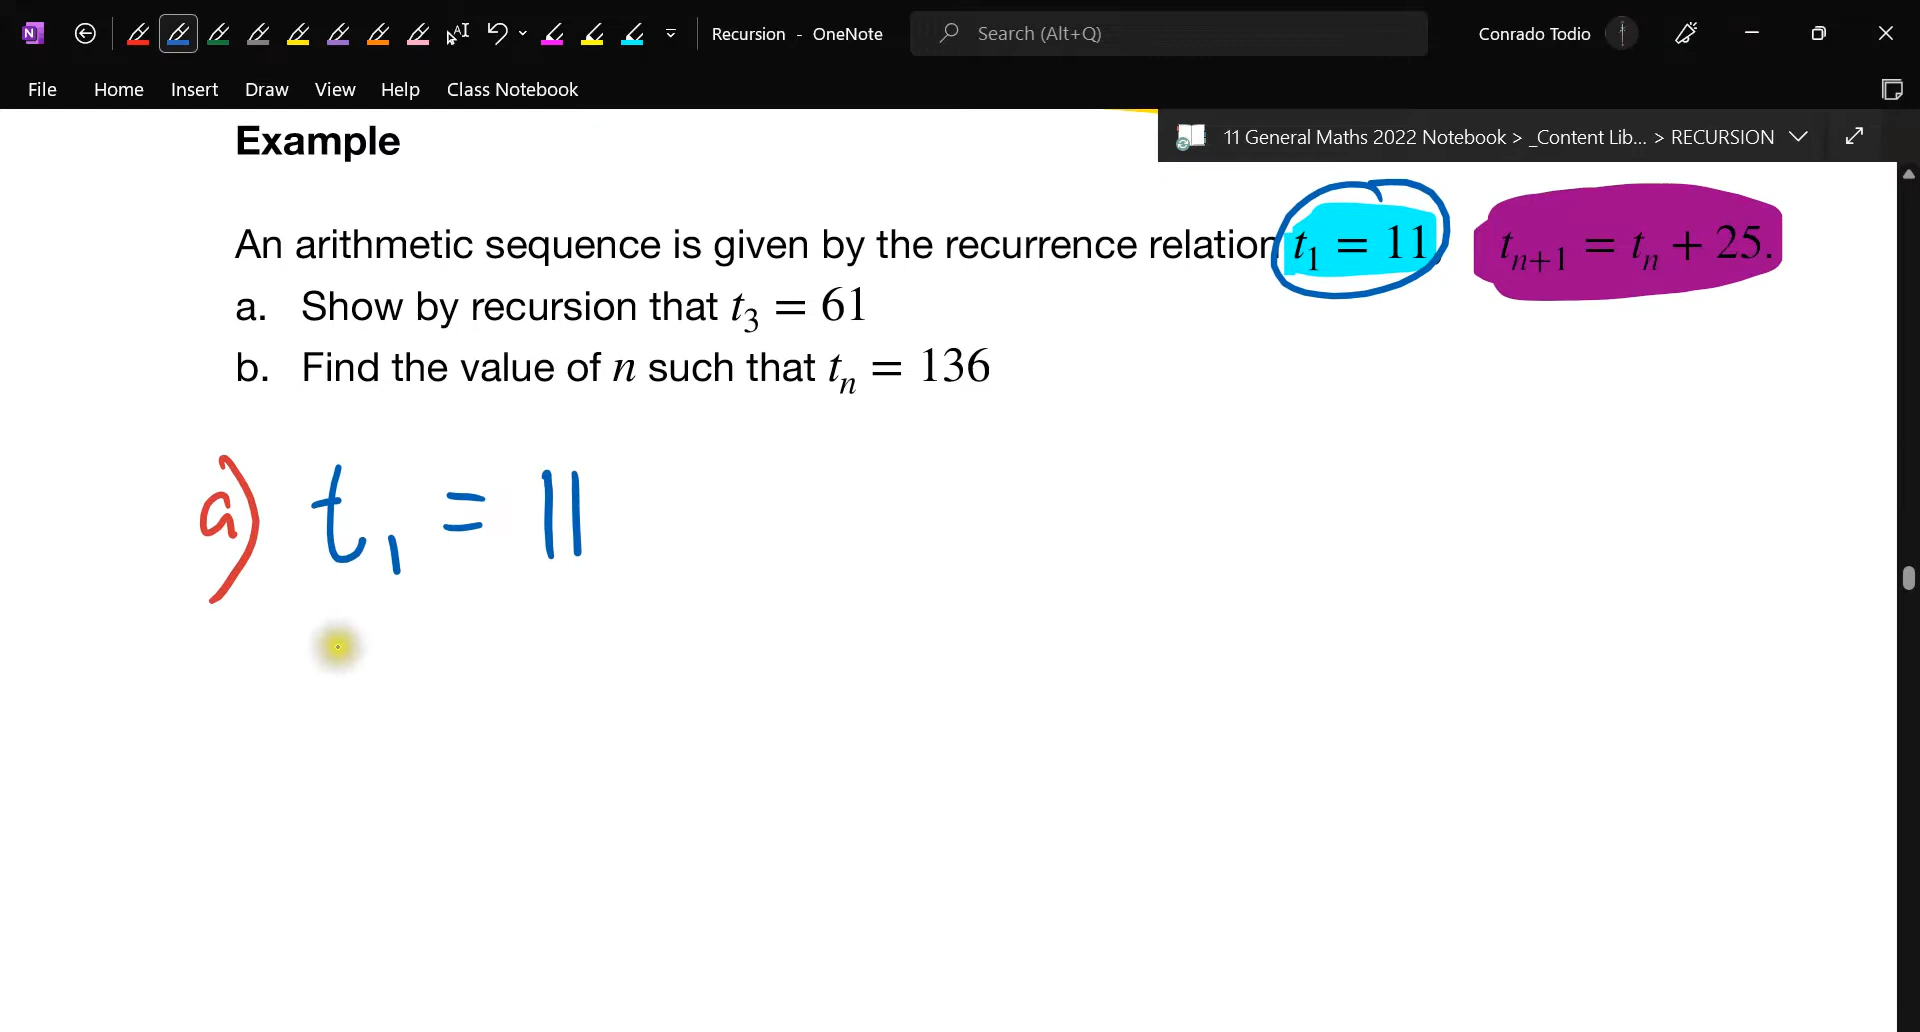 Recursion - OneNote
Search (Alt+Q)
Conrado Todio
File Home Insert Draw View Help Class Notebook
11 General Maths 2022 Notebook > _Content Lib... > RECURSION
Example
An arithmetic sequence is given by the recurrence relation t₁ = 11 tₙ₊₁ = tₙ + 25.
a. Show by recursion that t₃ = 61
b. Find the value of n such that tₙ = 136
a) t₁ = 11